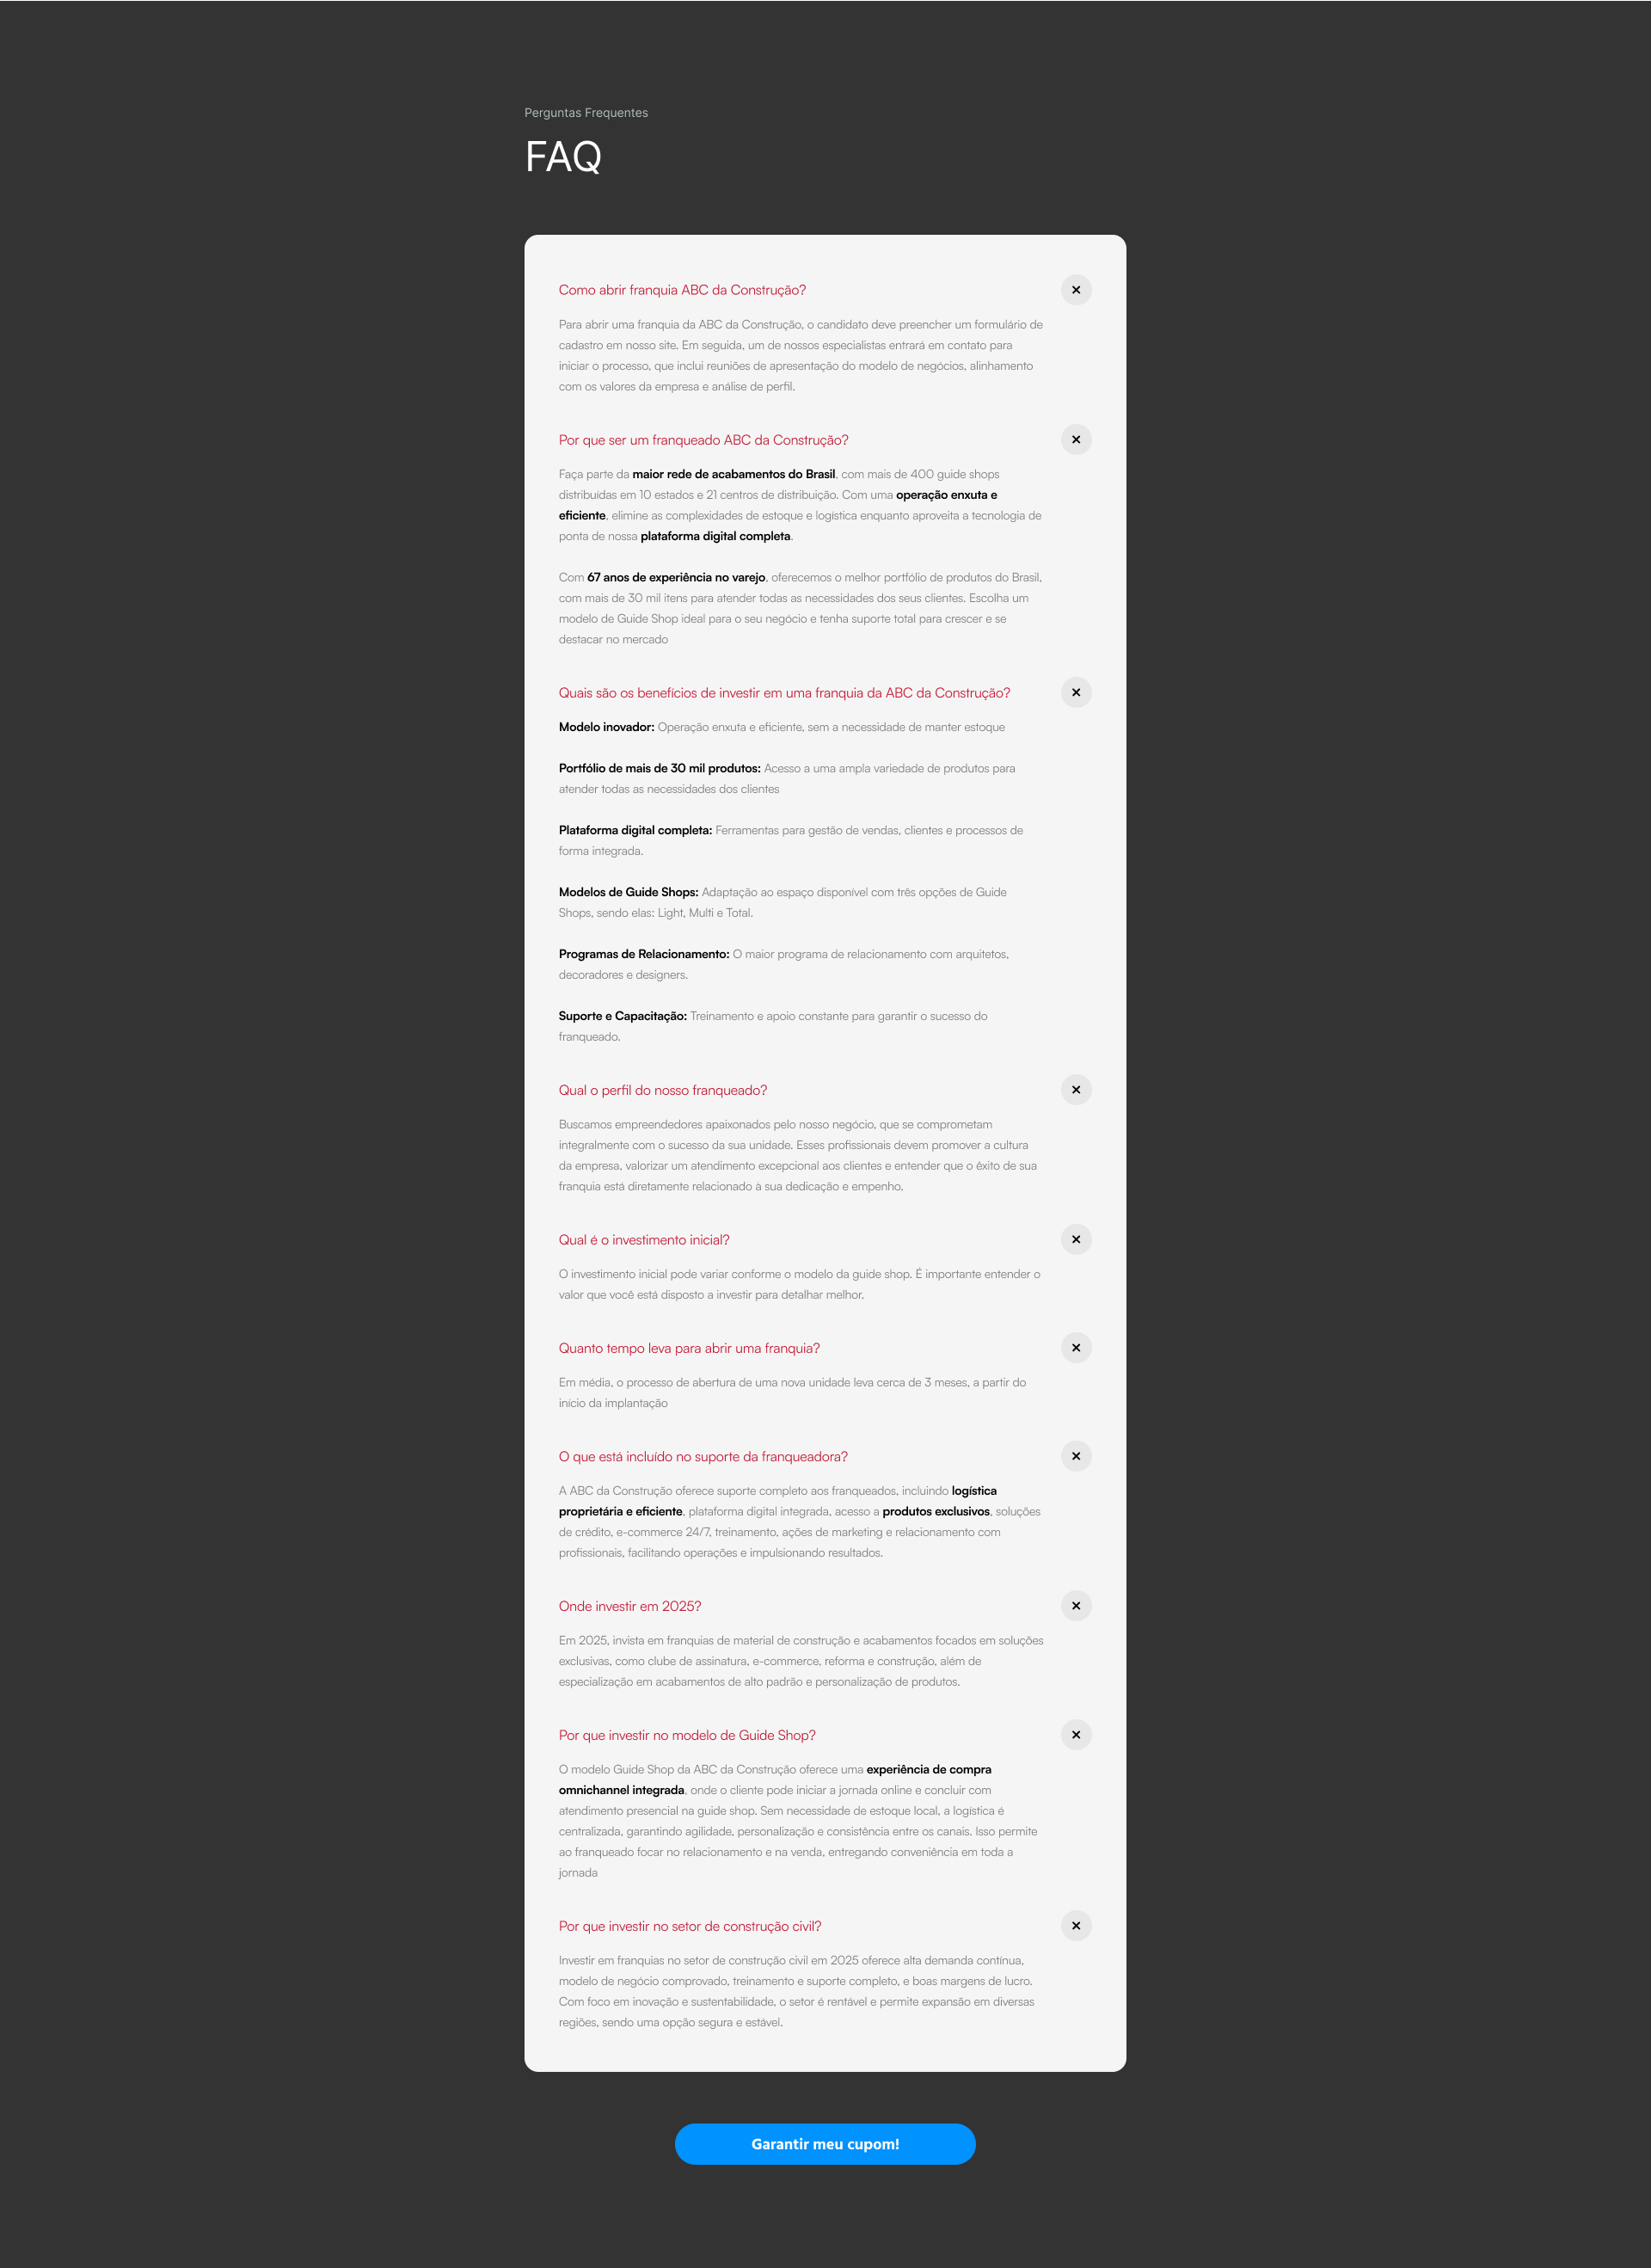 Perguntas Frequentes
FAQ
Como abrir franquia ABC da Construção?
Para abrir uma franquia da ABC da Construção, o candidato deve preencher um formulário de
cadastro em nosso site. Em seguida, um de nossos especialistas entrará em contato para
iniciar o processo, que inclui reuniões de apresentação do modelo de negócios, alinhamento
com os valores da empresa e análise de perfil.
Por que ser um franqueado ABC da Construção?
Faça parte da maior rede de acabamentos do Brasil, com mais de 400 guide shops
distribuídas em 10 estados e 21 centros de distribuição. Com uma operação enxuta e
eficiente, elimine as complexidades de estoque e logística enquanto aproveita a tecnologia de
ponta de nossa plataforma digital completa.
Com 67 anos de experiência no varejo, oferecemos o melhor portfólio de produtos do Brasil,
com mais de 30 mil itens para atender todas as necessidades dos seus clientes. Escolha um
modelo de Guide Shop ideal para o seu negócio e tenha suporte total para crescer e se
destacar no mercado
Quais são os benefícios de investir em uma franquia da ABC da Construção?
Modelo inovador: Operação enxuta e eficiente, sem a necessidade de manter estoque
Portfólio de mais de 30 mil produtos: Acesso a uma ampla variedade de produtos para
atender todas as necessidades dos clientes
Plataforma digital completa: Ferramentas para gestão de vendas, clientes e processos de
forma integrada.
Modelos de Guide Shops: Adaptação ao espaço disponível com três opções de Guide
Shops, sendo elas: Light, Multi e Total.
Programas de Relacionamento: O maior programa de relacionamento com arquitetos,
decoradores e designers.
Suporte e Capacitação: Treinamento e apoio constante para garantir o sucesso do
franqueado.
Qual o perfil do nosso franqueado?
Buscamos empreendedores apaixonados pelo nosso negócio, que se comprometam
integralmente com o sucesso da sua unidade. Esses profissionais devem promover a cultura
da empresa, valorizar um atendimento excepcional aos clientes e entender que o êxito de sua
franquia está diretamente relacionado à sua dedicação e empenho.
Qual é o investimento inicial?
O investimento inicial pode variar conforme o modelo da guide shop. É importante entender o
valor que você está disposto a investir para detalhar melhor.
Quanto tempo leva para abrir uma franquia?
Em média, o processo de abertura de uma nova unidade leva cerca de 3 meses, a partir do
início da implantação
O que está incluído no suporte da franqueadora?
A ABC da Construção oferece suporte completo aos franqueados, incluindo logística
proprietária e eficiente, plataforma digital integrada, acesso a produtos exclusivos, soluções
de crédito, e-commerce 24/7, treinamento, ações de marketing e relacionamento com
profissionais, facilitando operações e impulsionando resultados.
Onde investir em 2025?
Em 2025, invista em franquias de material de construção e acabamentos focados em soluções
exclusivas, como clube de assinatura, e-commerce, reforma e construção, além de
especialização em acabamentos de alto padrão e personalização de produtos.
Por que investir no modelo de Guide Shop?
O modelo Guide Shop da ABC da Construção oferece uma experiência de compra
omnichannel integrada, onde o cliente pode iniciar a jornada online e concluir com
atendimento presencial na guide shop. Sem necessidade de estoque local, a logística é
centralizada, garantindo agilidade, personalização e consistência entre os canais. Isso permite
ao franqueado focar no relacionamento e na venda, entregando conveniência em toda a
jornada
Por que investir no setor de construção civil?
Investir em franquias no setor de construção civil em 2025 oferece alta demanda contínua,
modelo de negócio comprovado, treinamento e suporte completo, e boas margens de lucro.
Com foco em inovação e sustentabilidade, o setor é rentável e permite expansão em diversas
regiões, sendo uma opção segura e estável.
Garantir meu cupom!